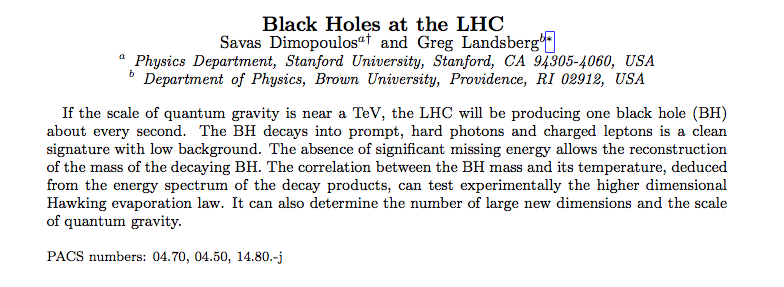 Black Holes at the LHC
Savas Dimopoulosᵃ† and Greg Landsbergᵇ*
ᵃ Physics Department, Stanford University, Stanford, CA 94305-4060, USA
ᵇ Department of Physics, Brown University, Providence, RI 02912, USA
If the scale of quantum gravity is near a TeV, the LHC will be producing one black hole (BH)
about every second. The BH decays into prompt, hard photons and charged leptons is a clean
signature with low background. The absence of significant missing energy allows the reconstruction
of the mass of the decaying BH. The correlation between the BH mass and its temperature, deduced
from the energy spectrum of the decay products, can test experimentally the higher dimensional
Hawking evaporation law. It can also determine the number of large new dimensions and the scale
of quantum gravity.
PACS numbers: 04.70, 04.50, 14.80.-j